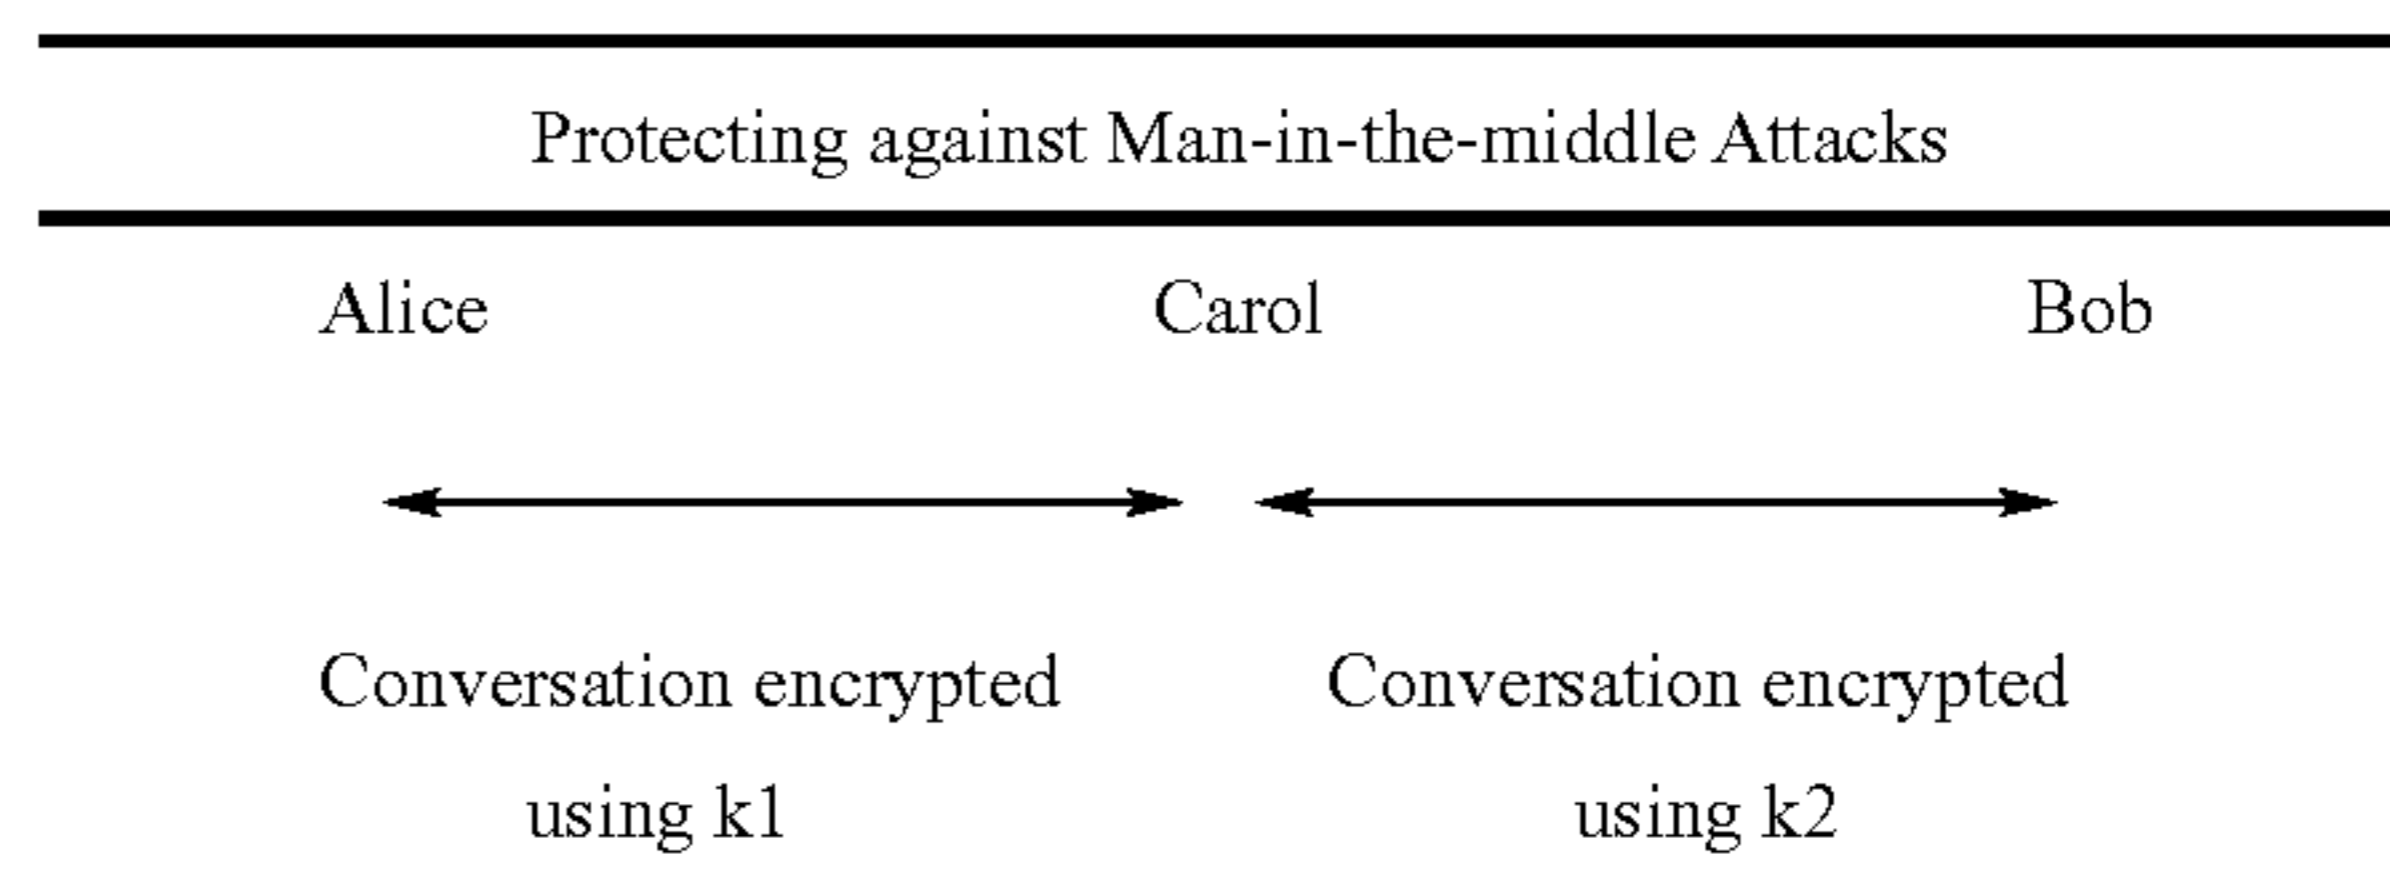 Protecting against Man-in-the-middle Attacks
Alice Carol Bob
Conversation encrypted Conversation encrypted
using k1 using k2